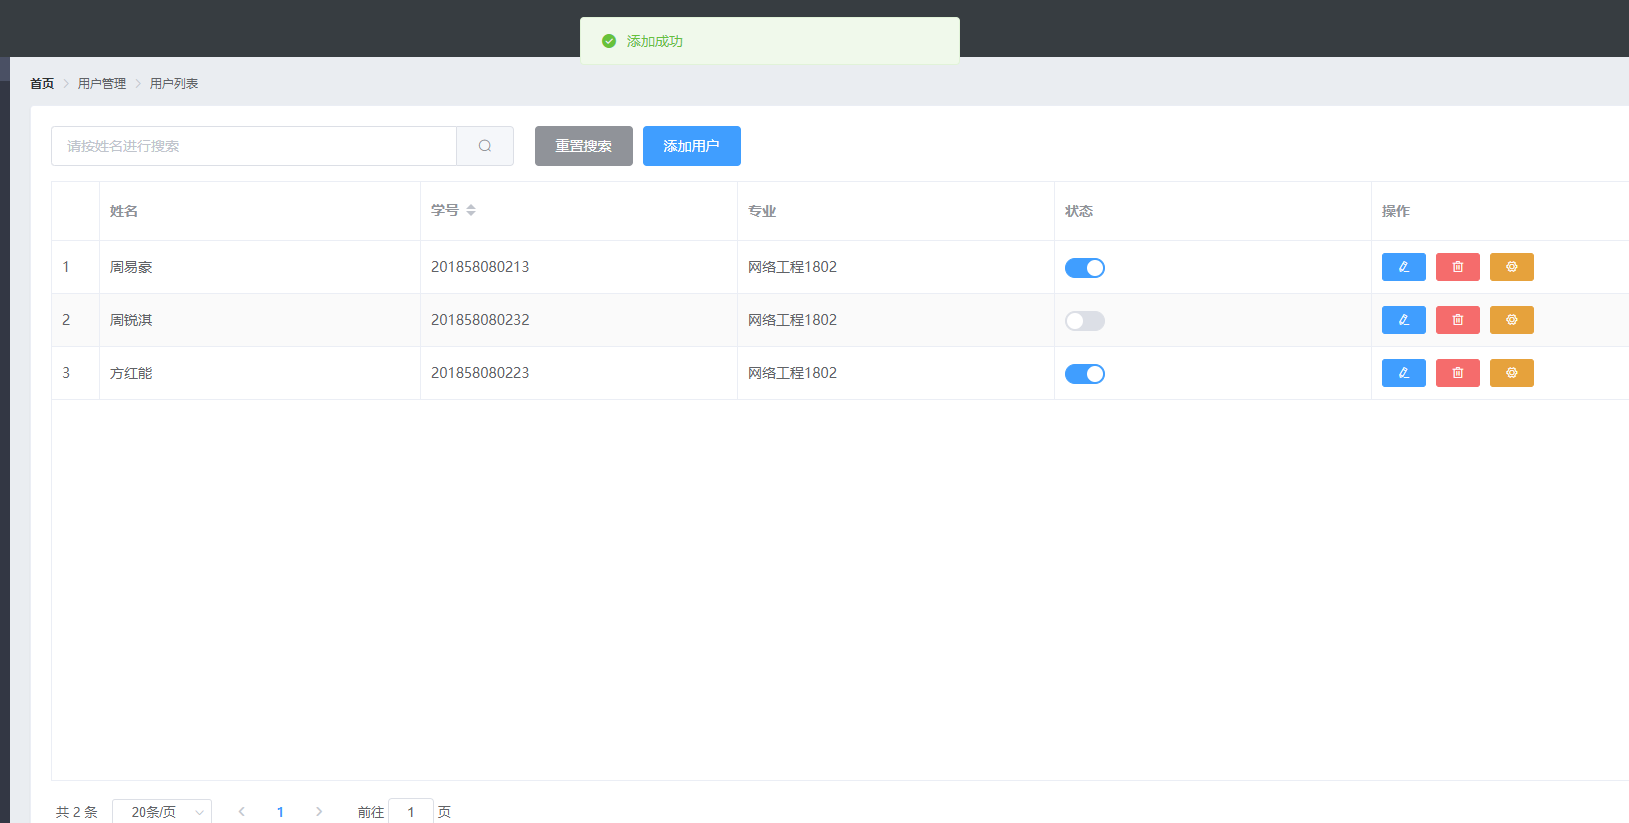 添加成功
首页 > 用户管理 > 用户列表
请按姓名进行搜索 重置搜索 添加用户
姓名 学号 专业 状态 操作
1 周易豪 201858080213 网络工程1802
2 周锐淇 201858080232 网络工程1802
3 方红能 201858080223 网络工程1802
共 2 条 20条/页 < 1 > 前往 1 页